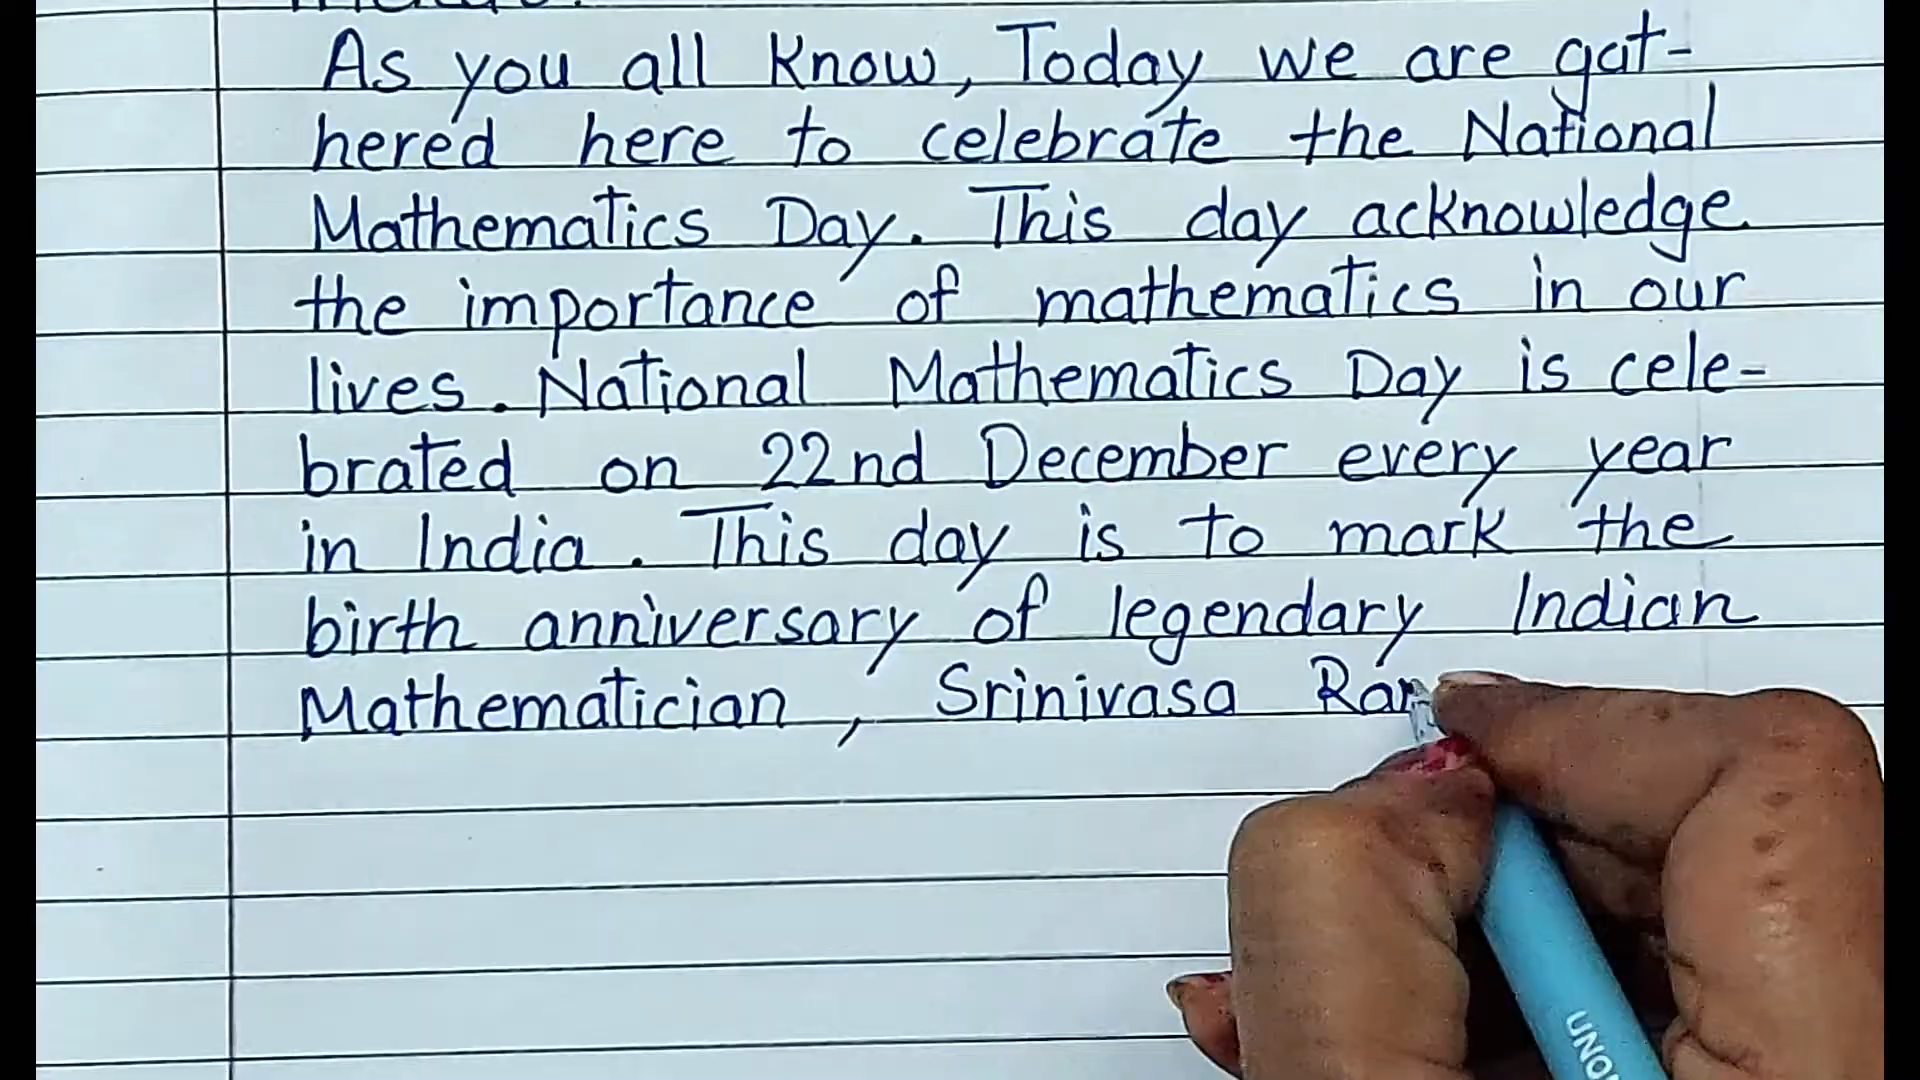 As you all know, Today we are gat-
hered here to celebrate the National
Mathematics Day. This day acknowledge
the importance of mathematics in our
lives. National Mathematics Day is cele-
brated on 22nd December every year
in India. This day is to mark the
birth anniversary of legendary Indian
Mathematician, Srinivasa